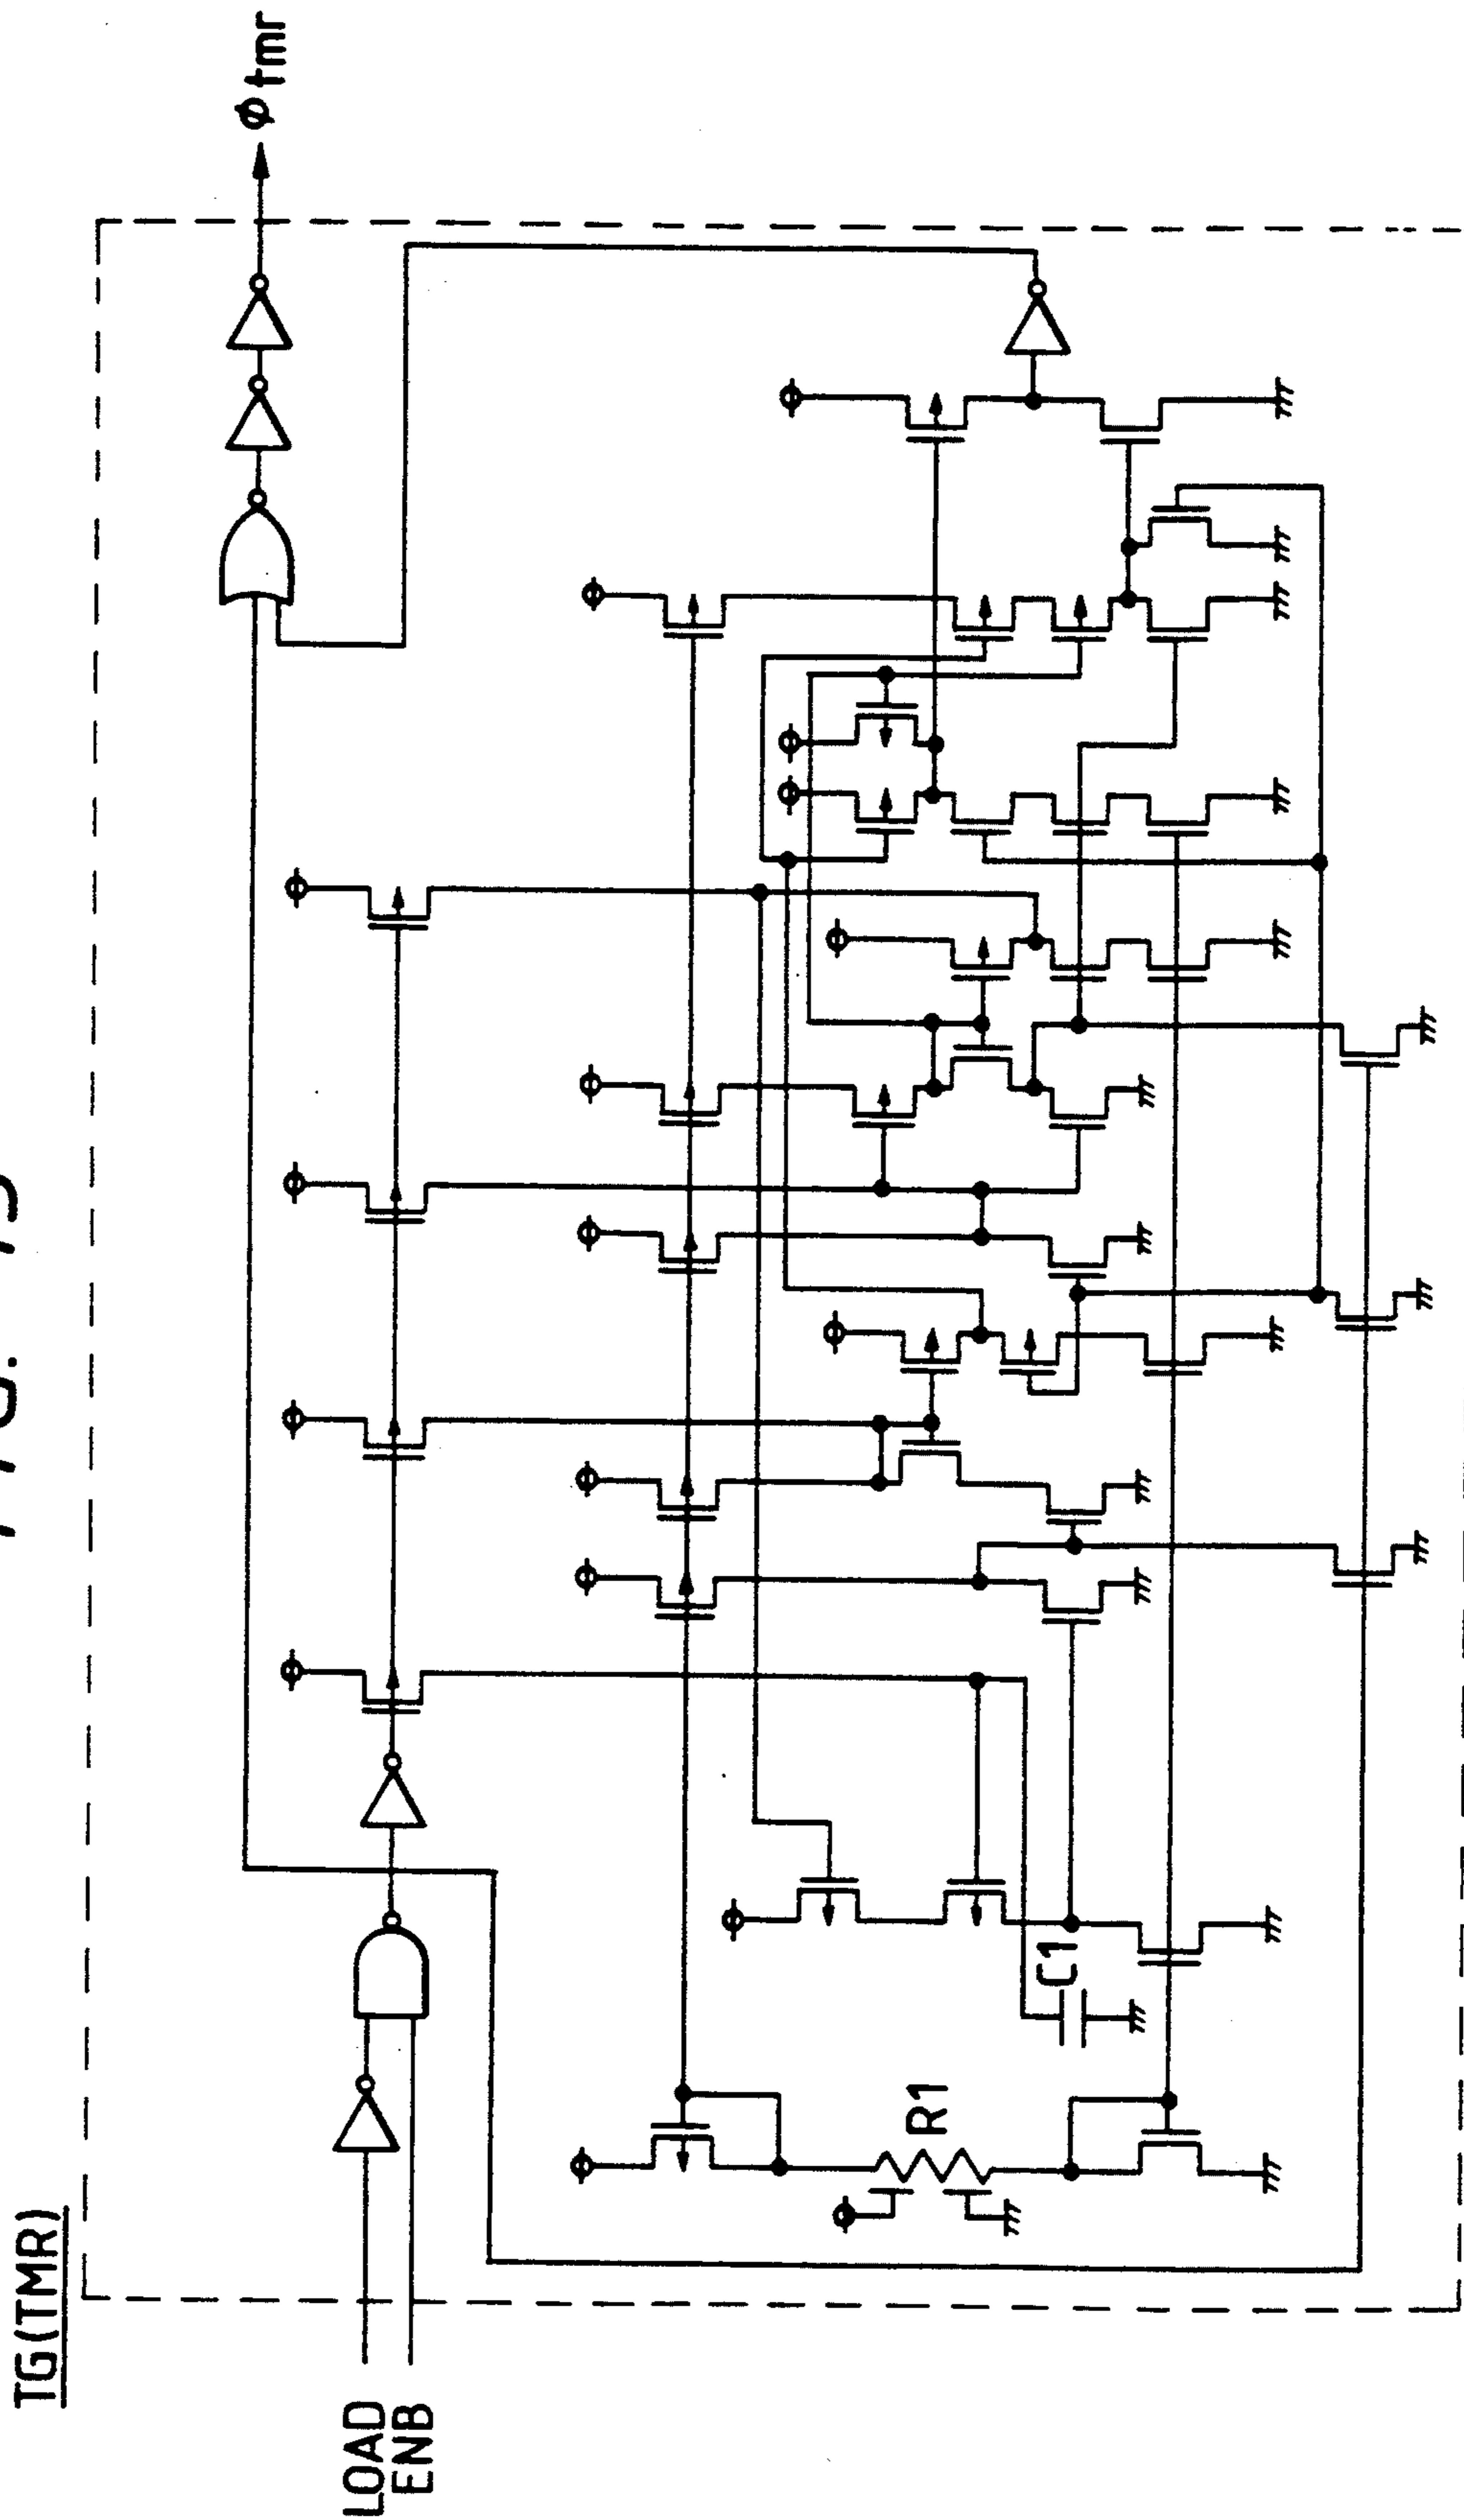 TG(TMR)
LOAD
ENB
R1
C1
φtmr